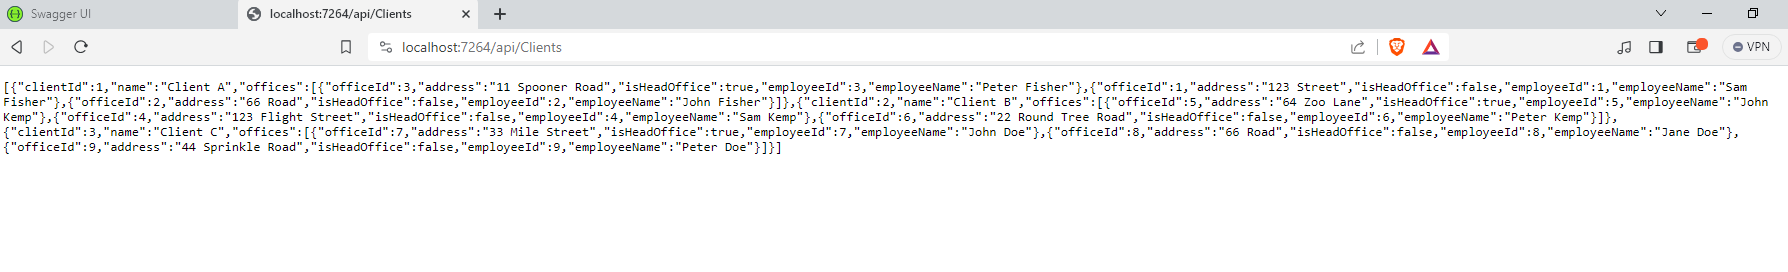 Swagger UI
localhost:7264/api/Clients
localhost:7264/api/Clients
VPN
[{"clientId":1,"name":"Client A","offices":[{"officeId":3,"address":"11 Spooner Road","isHeadOffice":true,"employeeId":3,"employeeName":"Peter Fisher"},{"officeId":1,"address":"123 Street","isHeadOffice":false,"employeeId":1,"employeeName":"Sam
Fisher"},{"officeId":2,"address":"66 Road","isHeadOffice":false,"employeeId":2,"employeeName":"John Fisher"}]},{"clientId":2,"name":"Client B","offices":[{"officeId":5,"address":"64 Zoo Lane","isHeadOffice":true,"employeeId":5,"employeeName":"John
Kemp"},{"officeId":4,"address":"123 Flight Street","isHeadOffice":false,"employeeId":4,"employeeName":"Sam Kemp"},{"officeId":6,"address":"22 Round Tree Road","isHeadOffice":false,"employeeId":6,"employeeName":"Peter Kemp"}]},
{"clientId":3,"name":"Client C","offices":[{"officeId":7,"address":"33 Mile Street","isHeadOffice":true,"employeeId":7,"employeeName":"John Doe"},{"officeId":8,"address":"66 Road","isHeadOffice":false,"employeeId":8,"employeeName":"Jane Doe"},
{"officeId":9,"address":"44 Sprinkle Road","isHeadOffice":false,"employeeId":9,"employeeName":"Peter Doe"}]}]